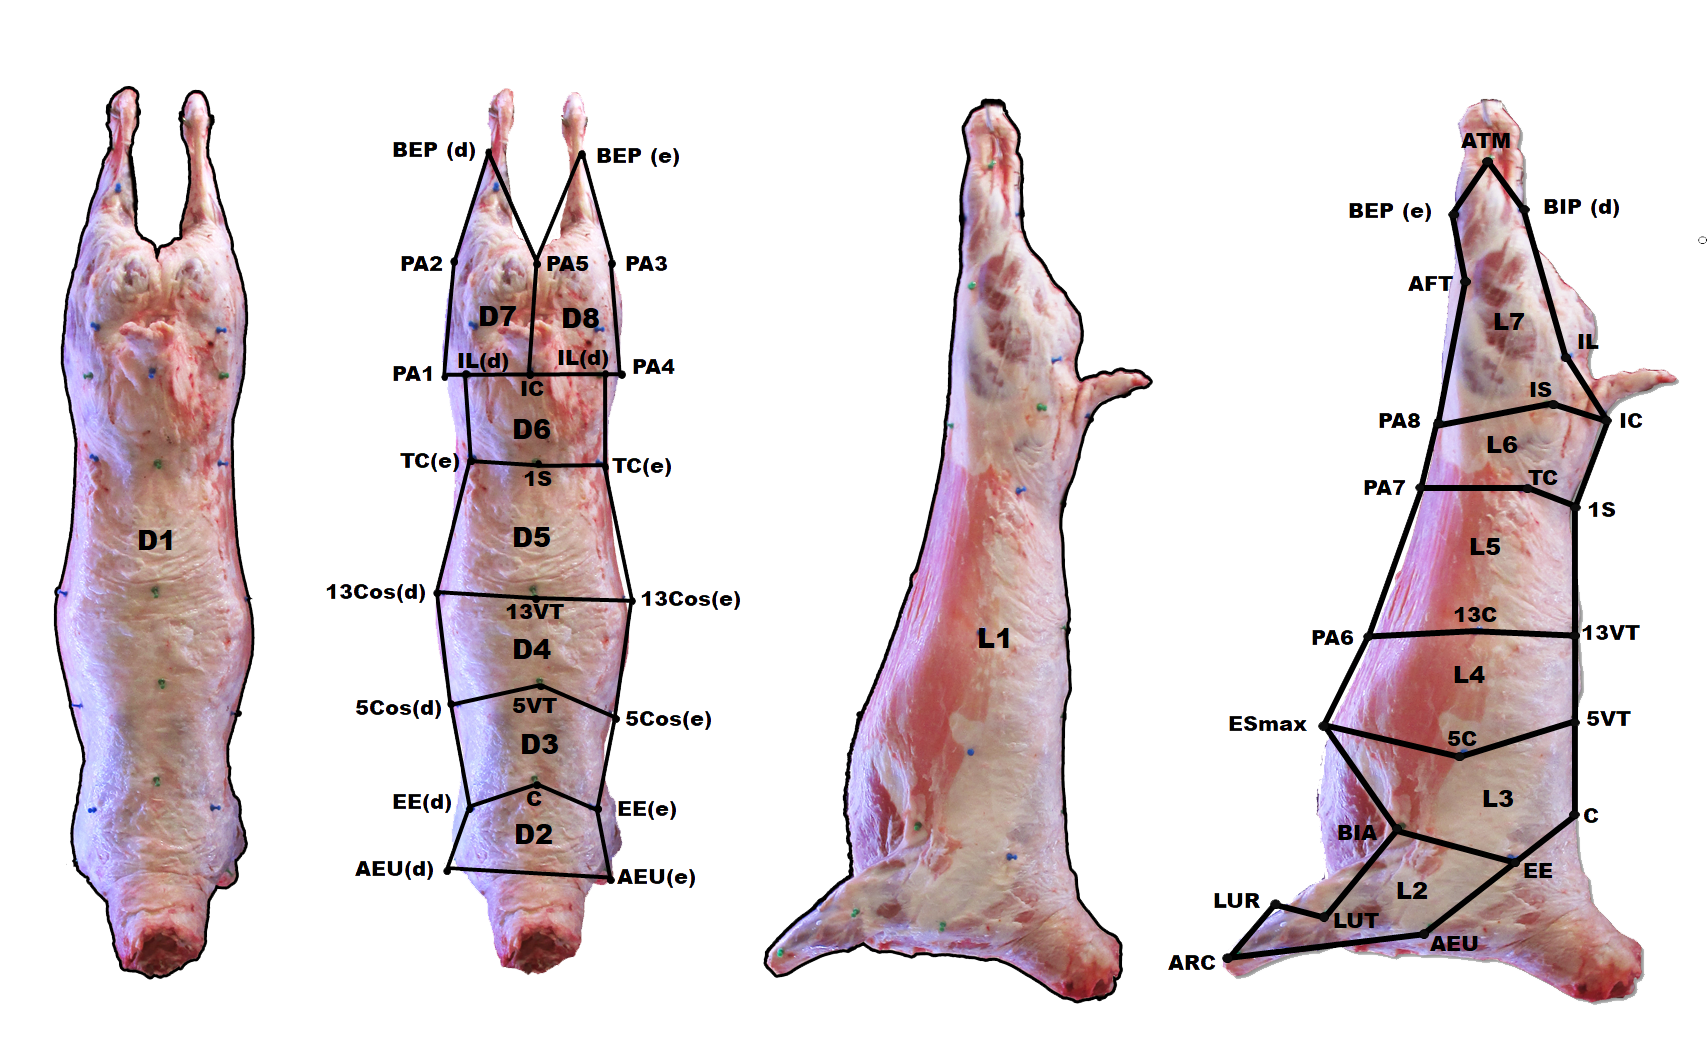 D1
BEP (d)
BEP (e)
PA2
PA5
PA3
D7
D8
IL(d)
IL(d)
PA1
PA4
IC
D6
TC(e)
TC(e)
1S
D5
13Cos(d)
13Cos(e)
13VT
D4
5Cos(d)
5VT
5Cos(e)
D3
EE(d)
C
EE(e)
D2
AEU(d)
AEU(e)
L1
ATM
BEP (e)
BIP (d)
AFT
L7
IL
IS
PA8
IC
L6
PA7
TC
1S
L5
13C
PA6
13VT
L4
ESmax
5C
5VT
L3
BIA
C
EE
L2
LUR
LUT
AEU
ARC